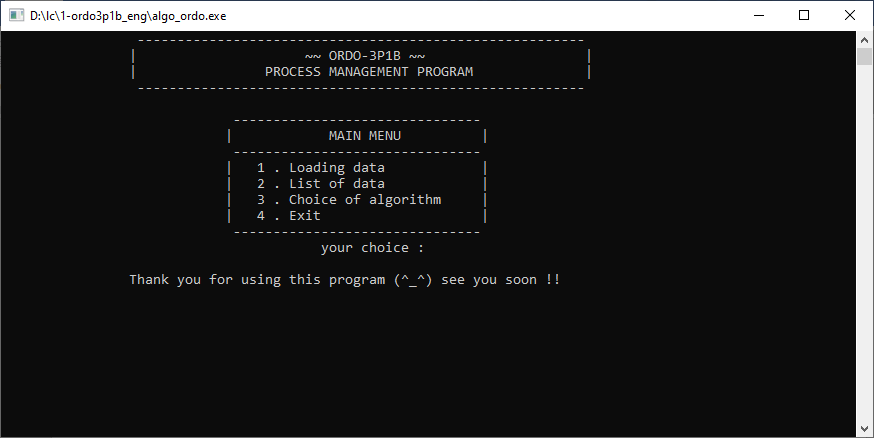 D:\lc\1-ordo3p1b_eng\algo_ordo.exe
--------------------------------------------------------
| ~~ ORDO-3P1B ~~ |
| PROCESS MANAGEMENT PROGRAM |
--------------------------------------------------------
-------------------------------
| MAIN MENU |
-------------------------------
| 1 . Loading data |
| 2 . List of data |
| 3 . Choice of algorithm |
| 4 . Exit |
-------------------------------
your choice :
Thank you for using this program (^_^) see you soon !!